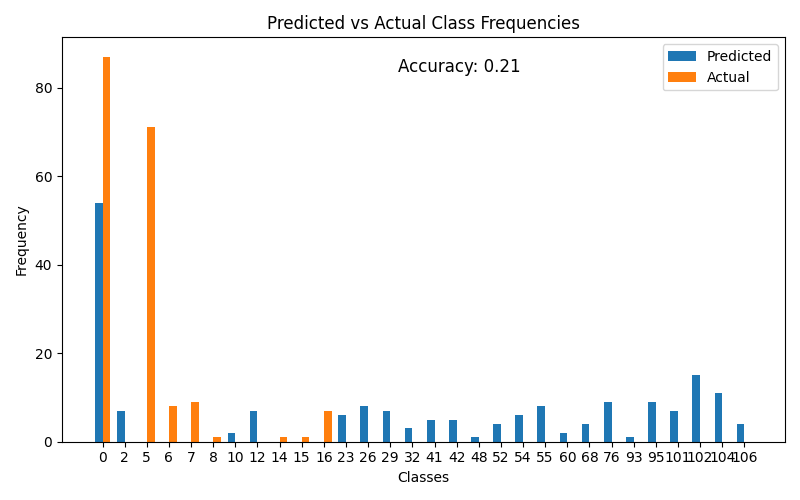 Predicted vs Actual Class Frequencies
Accuracy: 0.21
Predicted
Actual
Frequency
80
60
40
20
0
0 2 5 6 7 8 10 12 14 15 16 23 26 29 32 41 42 48 52 54 55 60 68 76 93 95 101 102 104 106
Classes